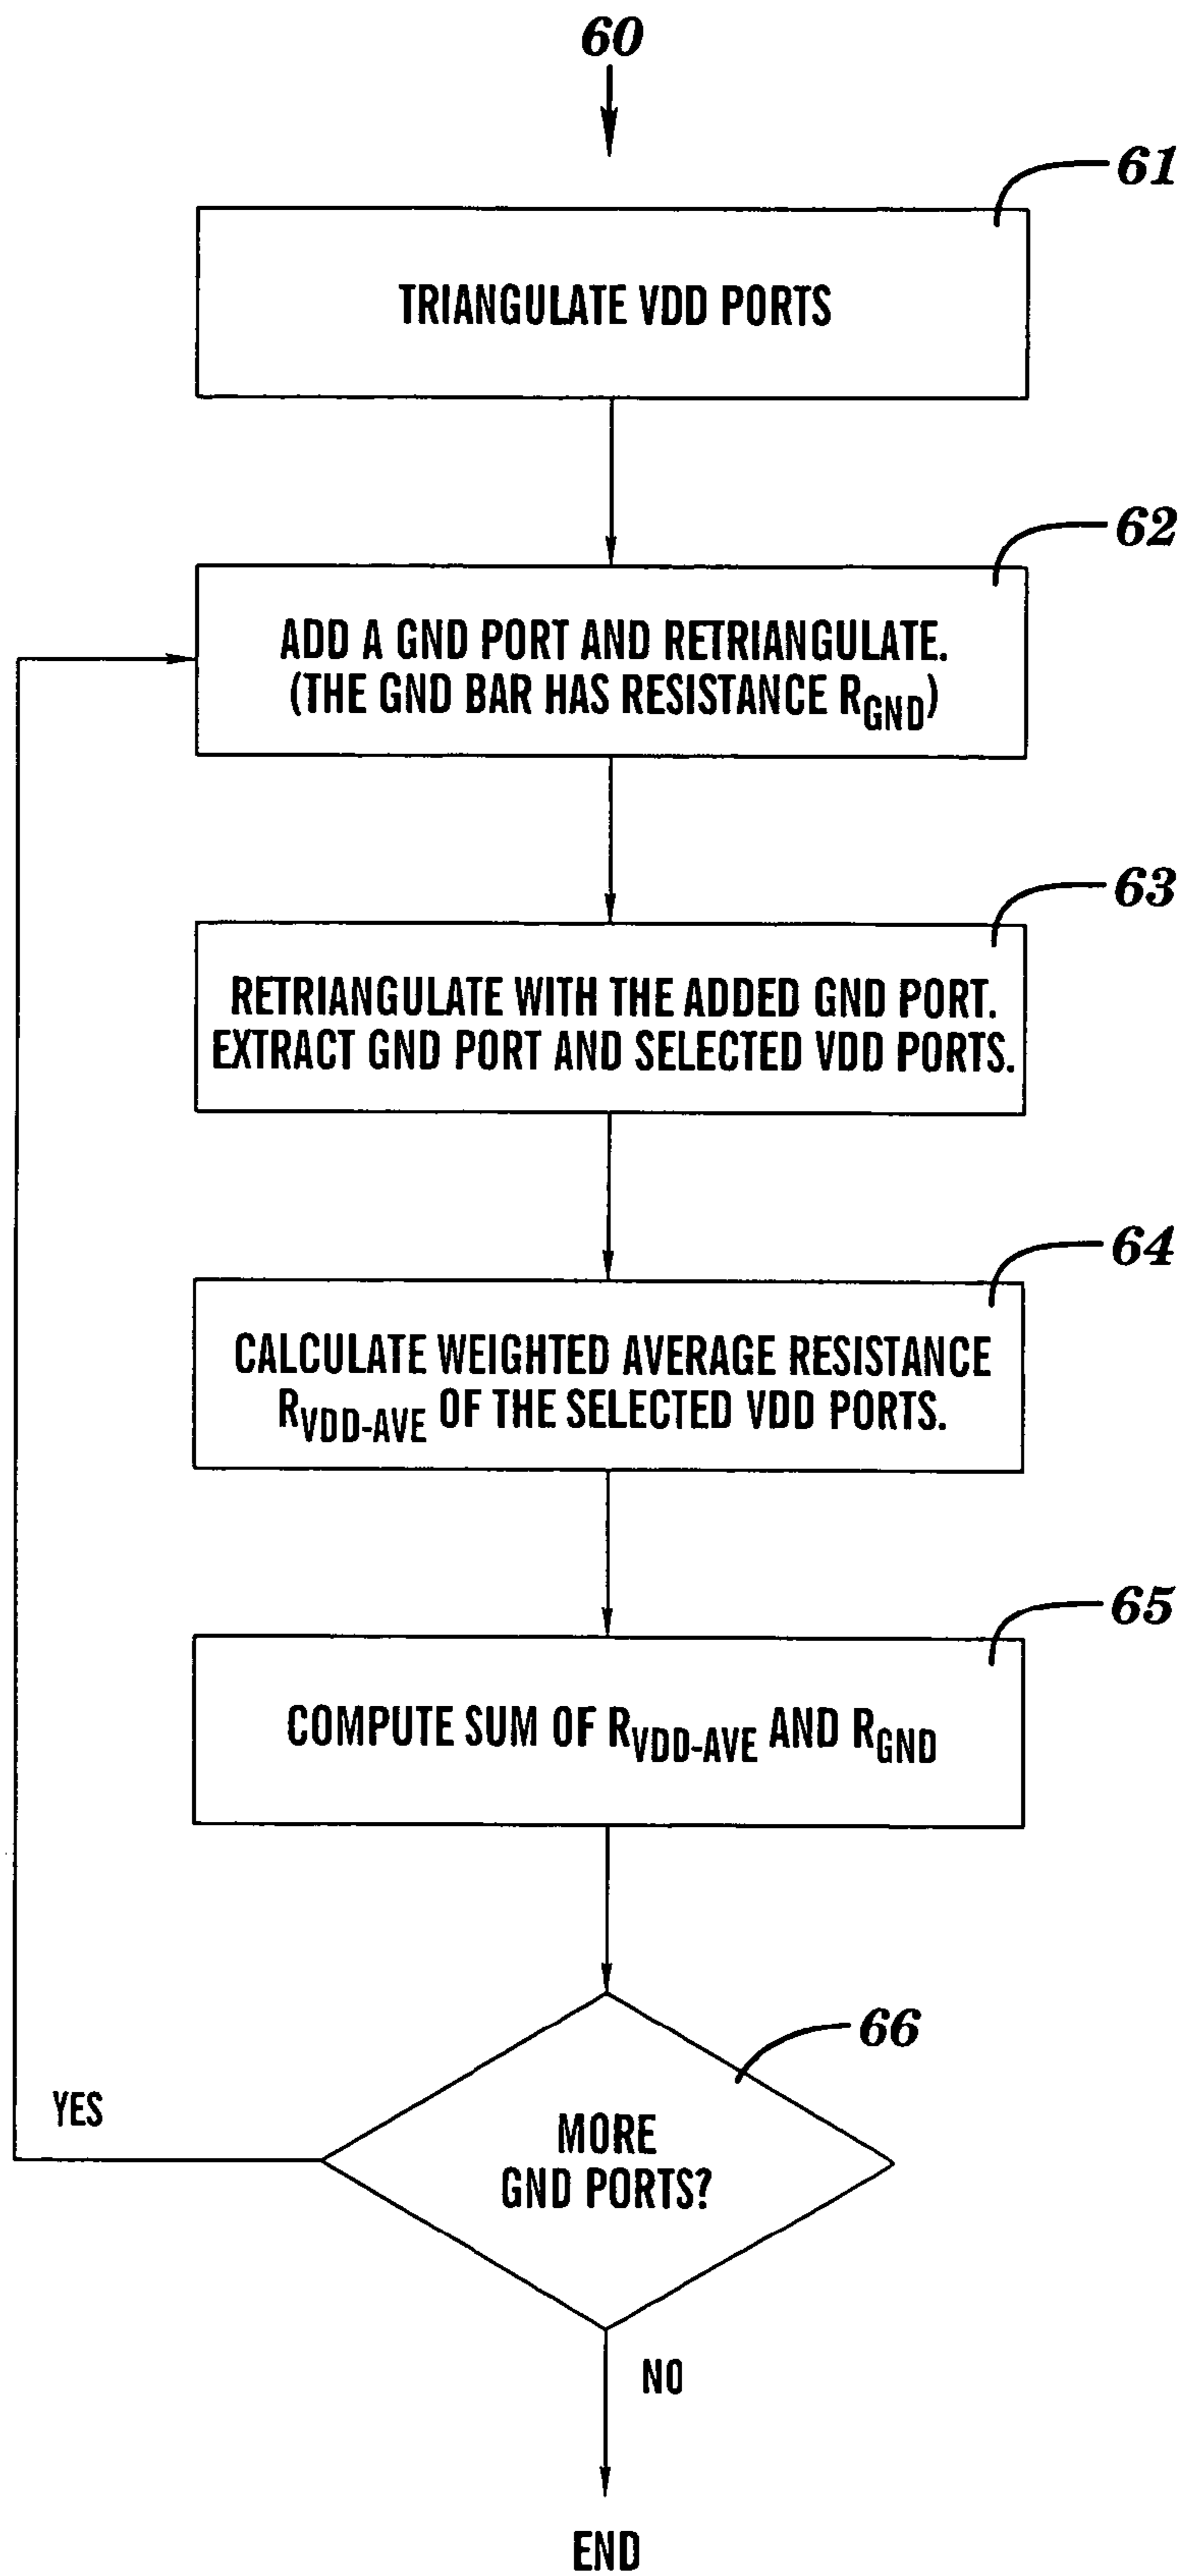 60
61
TRIANGULATE VDD PORTS
62
ADD A GND PORT AND RETRIANGULATE.
(THE GND BAR HAS RESISTANCE RGND)
63
RETRIANGULATE WITH THE ADDED GND PORT.
EXTRACT GND PORT AND SELECTED VDD PORTS.
64
CALCULATE WEIGHTED AVERAGE RESISTANCE
RVDD-AVE OF THE SELECTED VDD PORTS.
65
COMPUTE SUM OF RVDD-AVE AND RGND
66
YES
MORE
GND PORTS?
NO
END